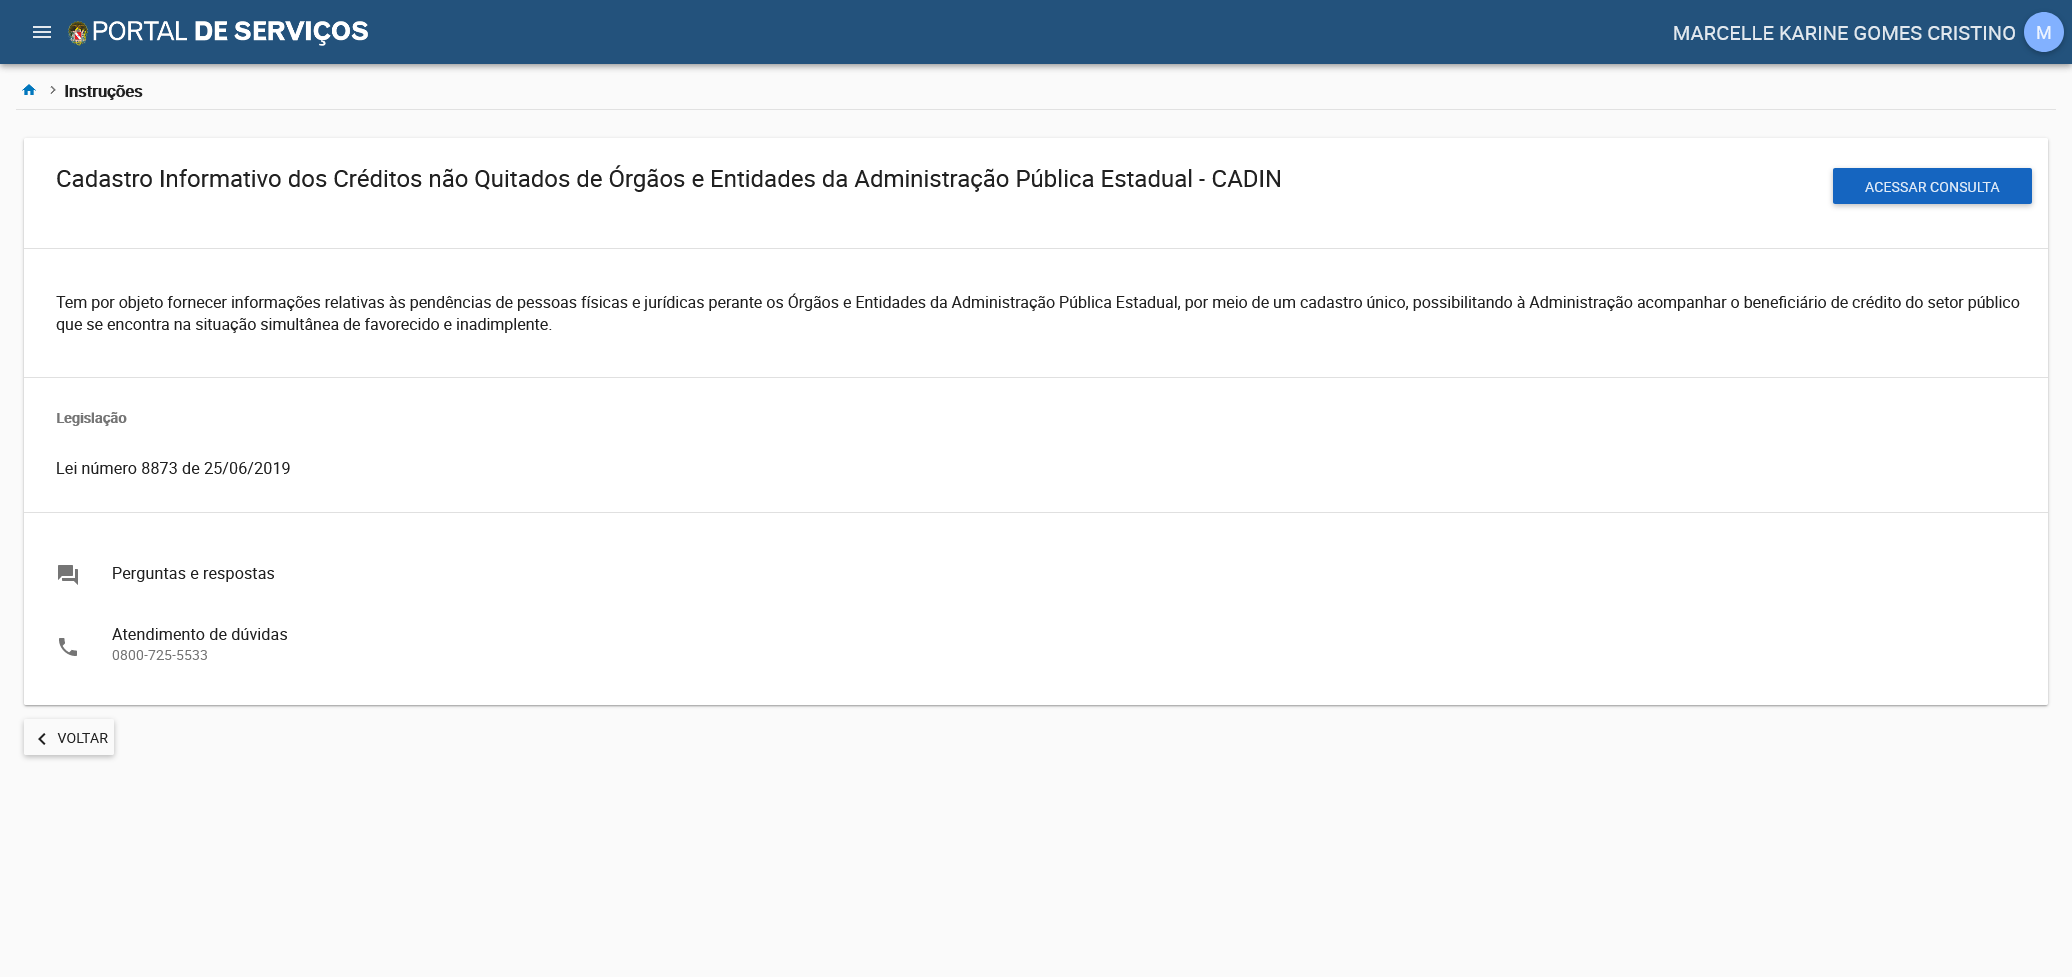 PORTAL DE SERVIÇOS
MARCELLE KARINE GOMES CRISTINO M
Instruções
Cadastro Informativo dos Créditos não Quitados de Órgãos e Entidades da Administração Pública Estadual - CADIN
ACESSAR CONSULTA
Tem por objeto fornecer informações relativas às pendências de pessoas físicas e jurídicas perante os Órgãos e Entidades da Administração Pública Estadual, por meio de um cadastro único, possibilitando à Administração acompanhar o beneficiário de crédito do setor público
que se encontra na situação simultânea de favorecido e inadimplente.
Legislação
Lei número 8873 de 25/06/2019
Perguntas e respostas
Atendimento de dúvidas
0800-725-5533
VOLTAR